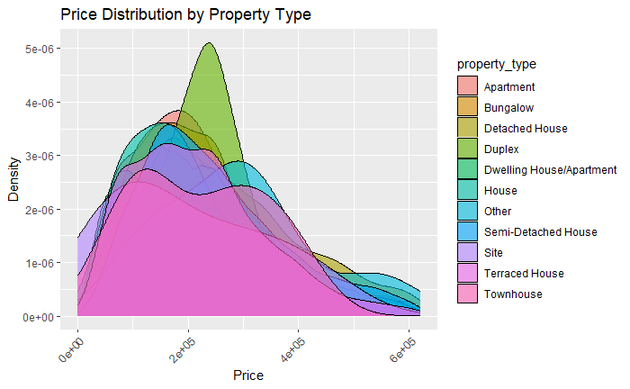 Price Distribution by Property Type
5e-06
4e-06
3e-06
2e-06
1e-06
0e+00
Density
0e+00
2e+05
4e+05
6e+05
Price
property_type
Apartment
Bungalow
Detached House
Duplex
Dwelling House/Apartment
House
Other
Semi-Detached House
Site
Terraced House
Townhouse